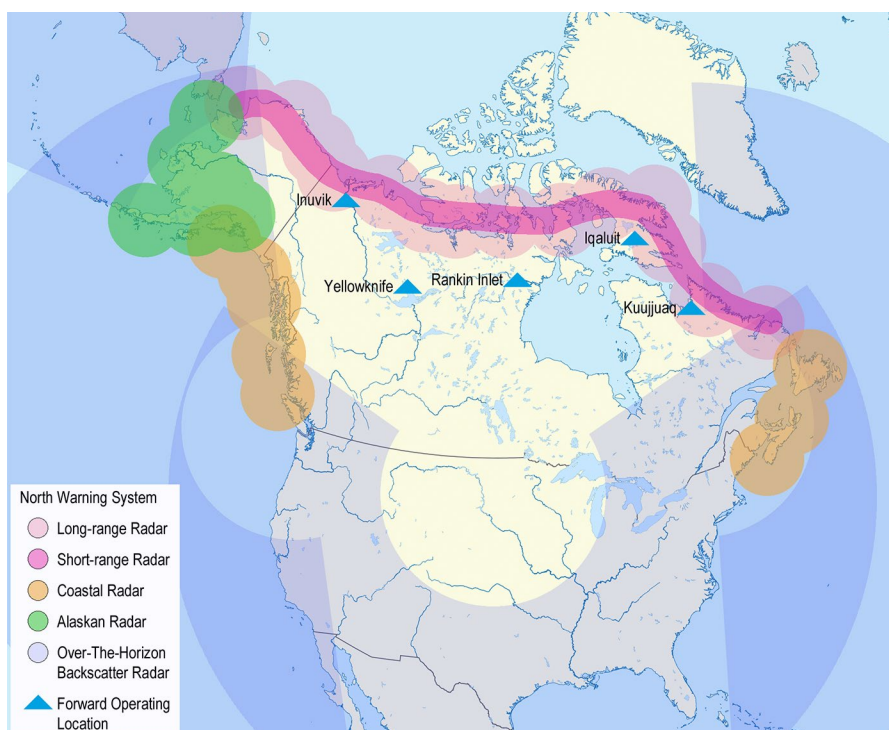 Inuvik
Iqaluit
Yellowknife
Rankin Inlet
Kuujjuaq
North Warning System
Long-range Radar
Short-range Radar
Coastal Radar
Alaskan Radar
Over-The-Horizon
Backscatter Radar
Forward Operating
Location